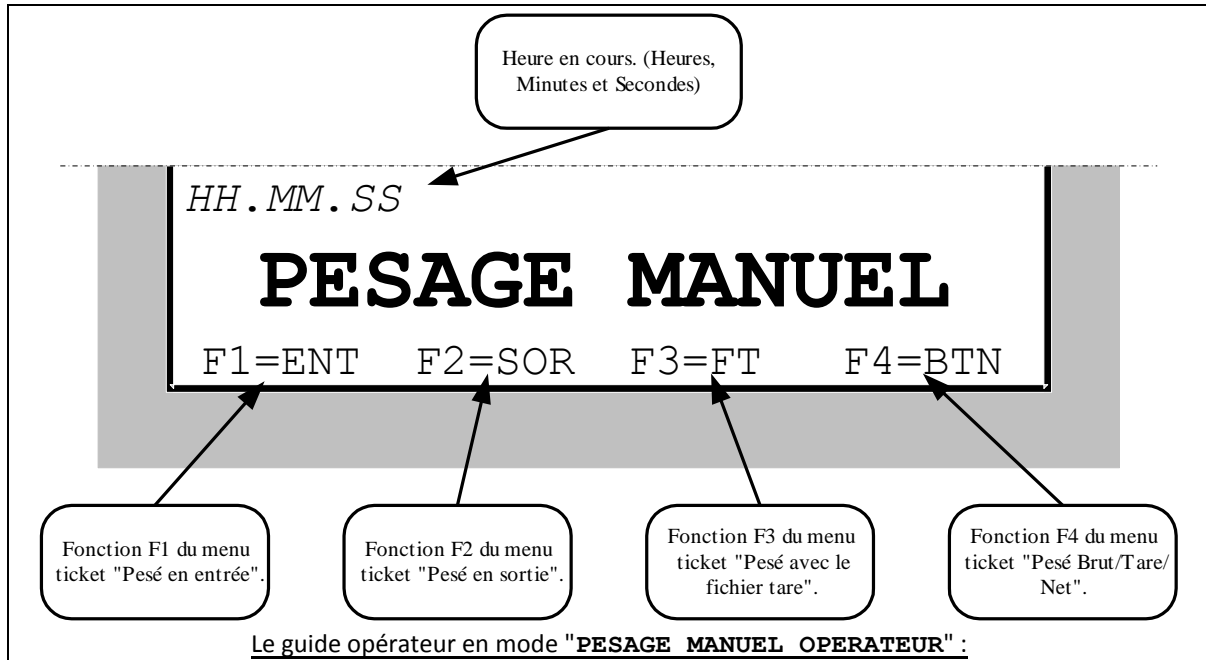 Heure en cours. (Heures,
Minutes et Secondes)
HH.MM.SS
PESAGE MANUEL
F1=ENT F2=SOR F3=FT F4=BTN
Fonction F1 du menu
ticket "Pesé en entrée".
Fonction F2 du menu
ticket "Pesé en sortie".
Fonction F3 du menu
ticket "Pesé avec le
fichier tare".
Fonction F4 du menu
ticket "Pesé Brut/Tare/
Net".
Le guide opérateur en mode "PESAGE MANUEL OPERATEUR" :